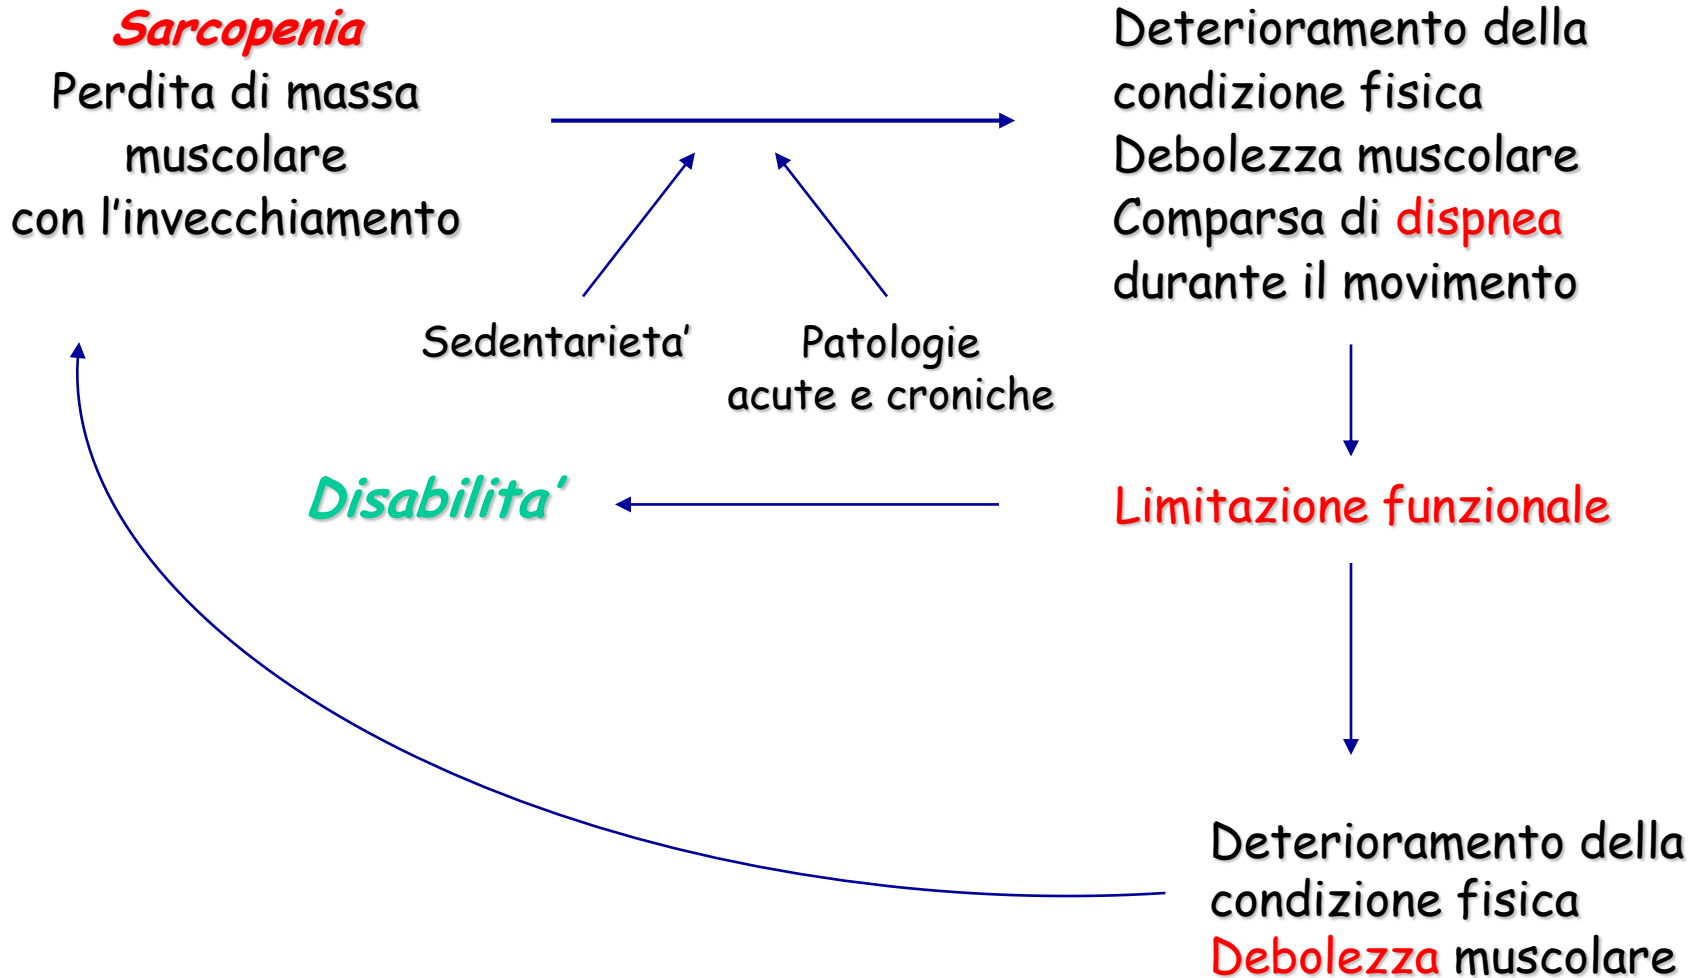 Sarcopenia
Perdita di massa
muscolare
con l'invecchiamento
Deterioramento della
condizione fisica
Debolezza muscolare
Comparsa di dispnea
durante il movimento
Sedentarieta'
Patologie
acute e croniche
Disabilita'
Limitazione funzionale
Deterioramento della
condizione fisica
Debolezza muscolare